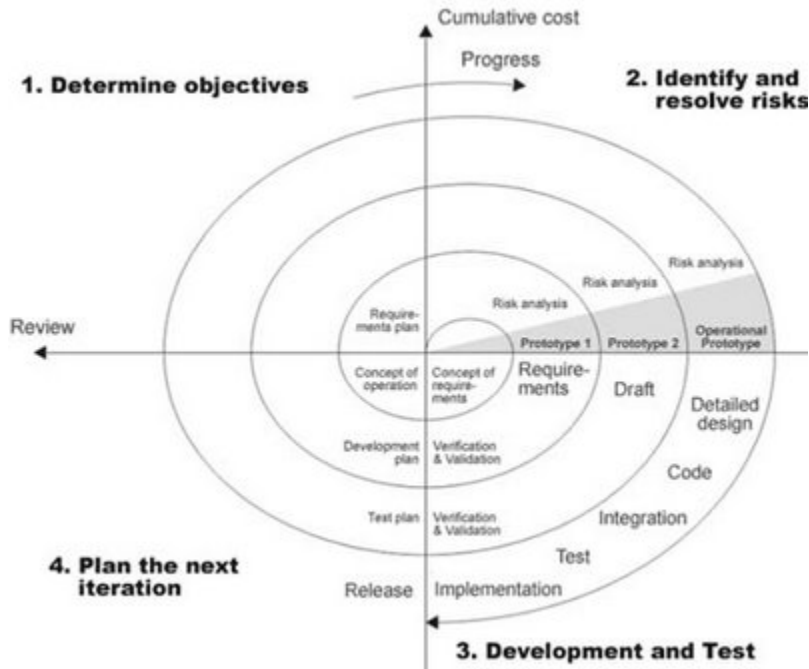 Cumulative cost
Progress
1. Determine objectives
2. Identify and
resolve risks
Risk analysis
Risk analysis
Risk analysis
Require-
ments plan
Review
Prototype 1
Prototype 2
Operational
Prototype
Concept of
operation
Concept of
require-
ments
Require-
ments
Draft
Detailed
design
Development
plan
Verification
& Validation
Code
Test plan
Verification
& Validation
Integration
Test
4. Plan the next
iteration
Release
Implementation
3. Development and Test